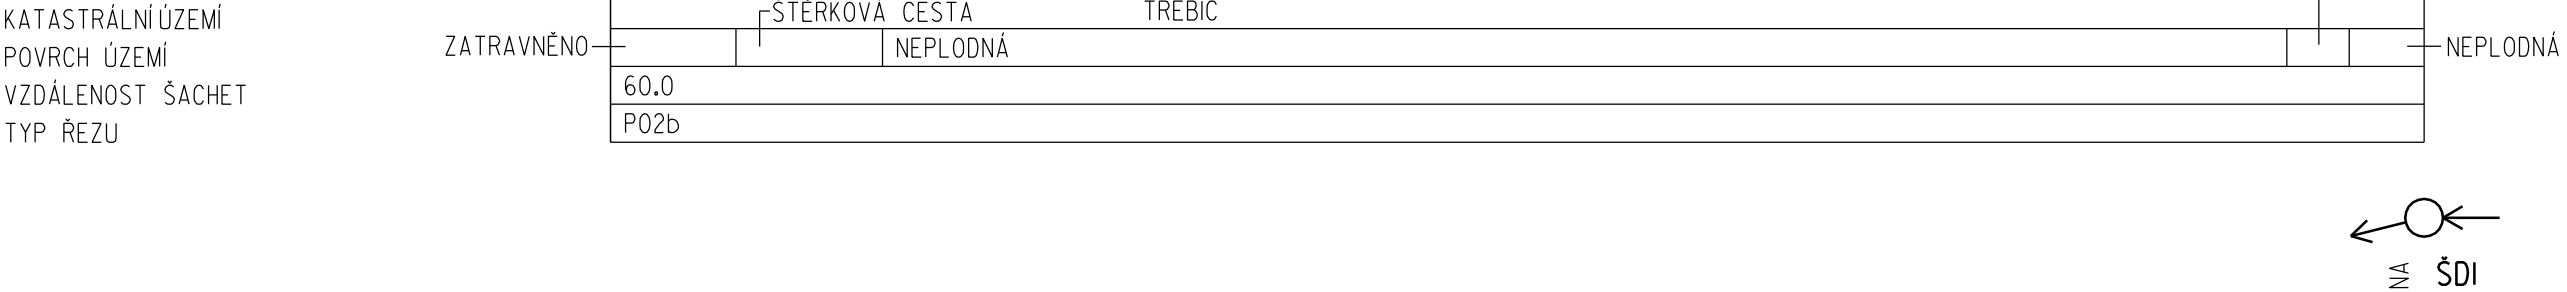 ŠTĚRKOVÁ CESTA TŘEBÍČ
KATASTRÁLNÍ ÚZEMÍ
POVRCH ÚZEMÍ ZATRAVNĚNO NEPLODNÁ NEPLODNÁ
VZDÁLENOST ŠACHET 60.0
TYP ŘEZU P02b
NA ŠDI